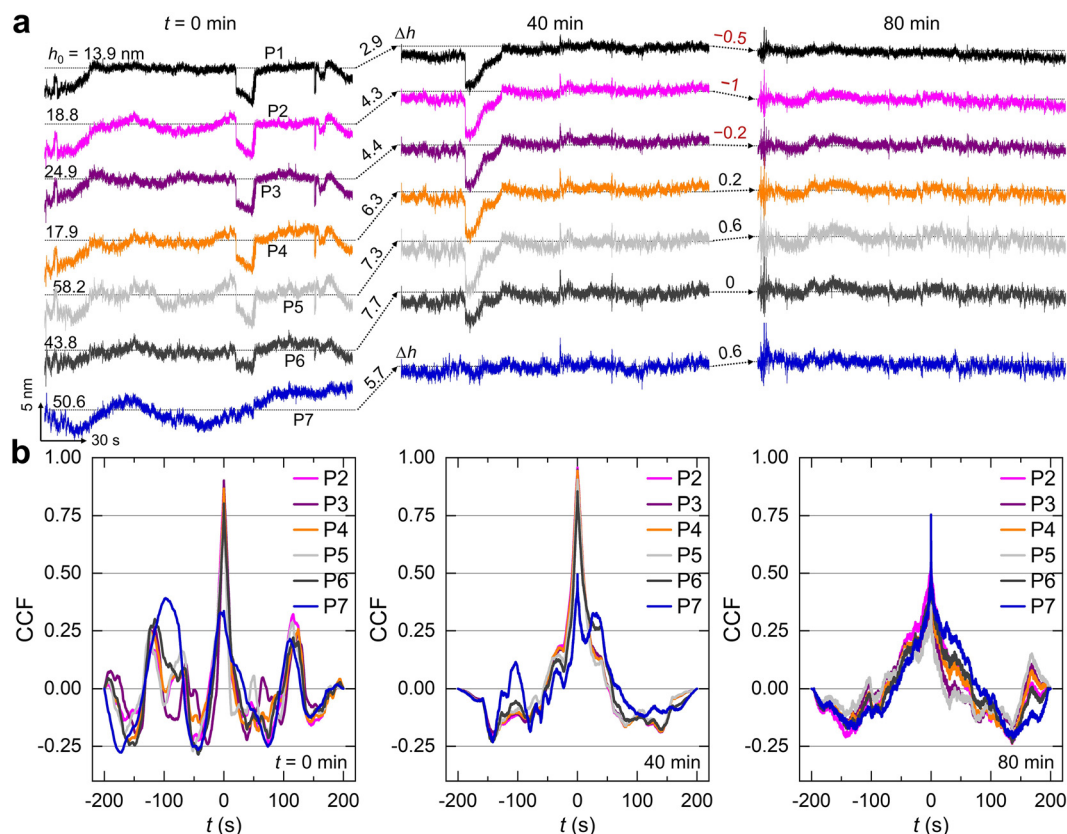 a
t = 0 min
40 min
80 min
h0 = 13.9 nm
P1
2.9
Δh
−0.5
18.8
P2
4.3
−1
24.9
P3
4.4
−0.2
17.9
P4
6.3
0.2
58.2
P5
7.3
0.6
43.8
P6
7.7
0
50.6
P7
5.7
Δh
0.6
5 nm
30 s
b
CCF
1.00
0.75
0.50
0.25
0.00
-0.25
P2
P3
P4
P5
P6
P7
t = 0 min
-200 -100 0 100 200
t (s)
CCF
1.00
0.75
0.50
0.25
0.00
-0.25
P2
P3
P4
P5
P6
P7
40 min
-200 -100 0 100 200
t (s)
CCF
1.00
0.75
0.50
0.25
0.00
-0.25
P2
P3
P4
P5
P6
P7
80 min
-200 -100 0 100 200
t (s)